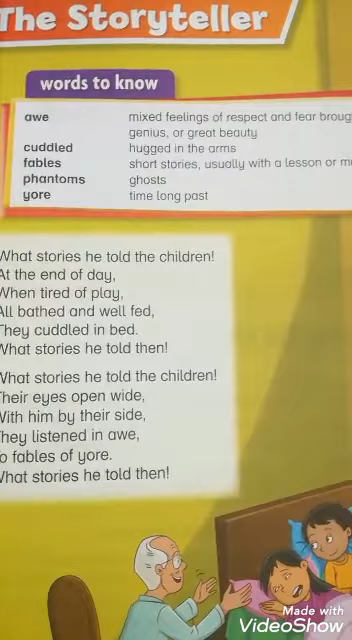 The Storyteller
words to know
awe mixed feelings of respect and fear broug
genius, or great beauty
cuddled hugged in the arms
fables short stories, usually with a lesson or m
phantoms ghosts
yore time long past
What stories he told the children!
At the end of day,
When tired of play,
All bathed and well fed,
They cuddled in bed.
What stories he told then!
What stories he told the children!
Their eyes open wide,
With him by their side,
They listened in awe,
To fables of yore.
What stories he told then!
Made with
VideoShow